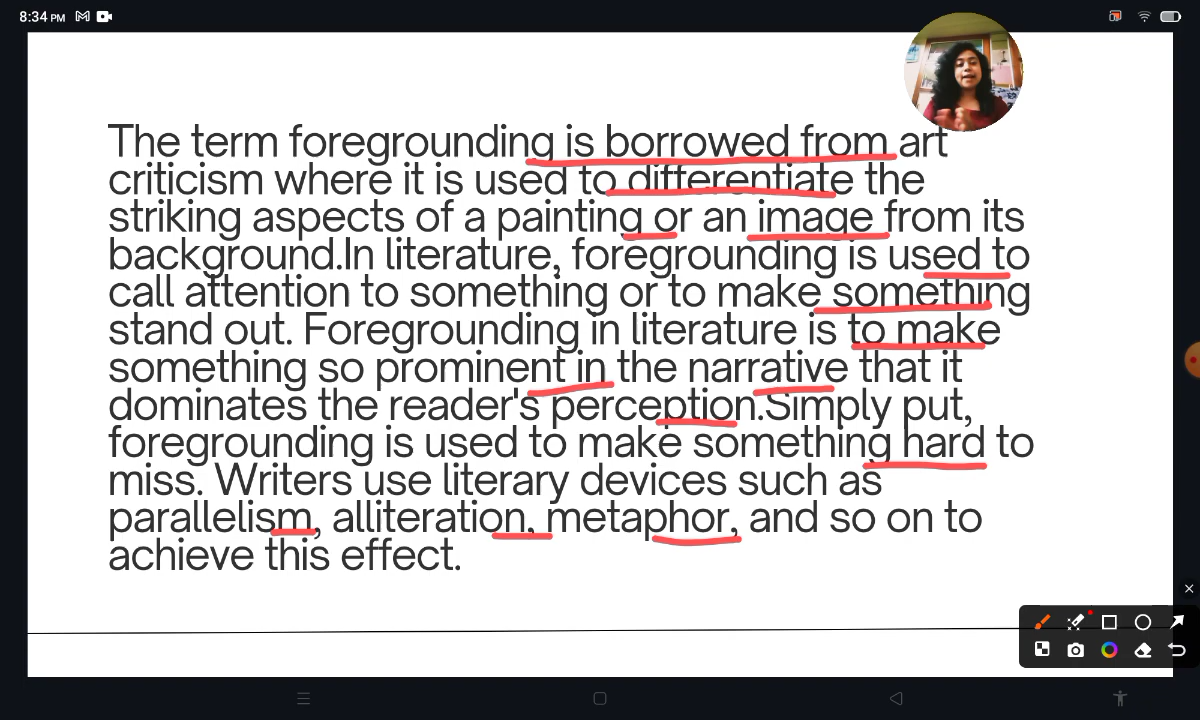 8:34 PM
The term foregrounding is borrowed from art
criticism where it is used to differentiate the
striking aspects of a painting or an image from its
background.In literature, foregrounding is used to
call attention to something or to make something
stand out. Foregrounding in literature is to make
something so prominent in the narrative that it
dominates the reader's perception.Simply put,
foregrounding is used to make something hard to
miss. Writers use literary devices such as
parallelism, alliteration, metaphor, and so on to
achieve this effect.